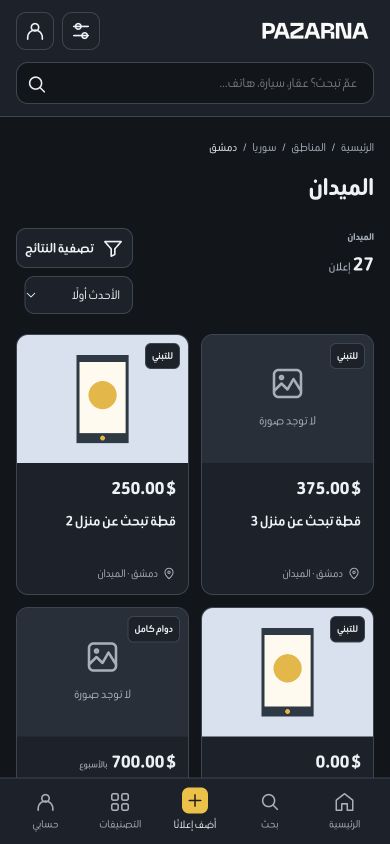 PAZARNA
عمّ تبحث؟ عقار، سيارة، هاتف...
الرئيسية / المناطق / سوريا / دمشق
الميدان
الميدان
27 إعلان
تصفية النتائج
الأحدث أولًا
للتبني
لا توجد صورة
375.00$
قطة تبحث عن منزل 3
دمشق · الميدان
للتبني
250.00$
قطة تبحث عن منزل 2
دمشق · الميدان
للتبني
0.00$
دوام كامل
لا توجد صورة
700.00$ بالأسبوع
الرئيسية
بحث
أضف إعلانًا
التصنيفات
حسابي